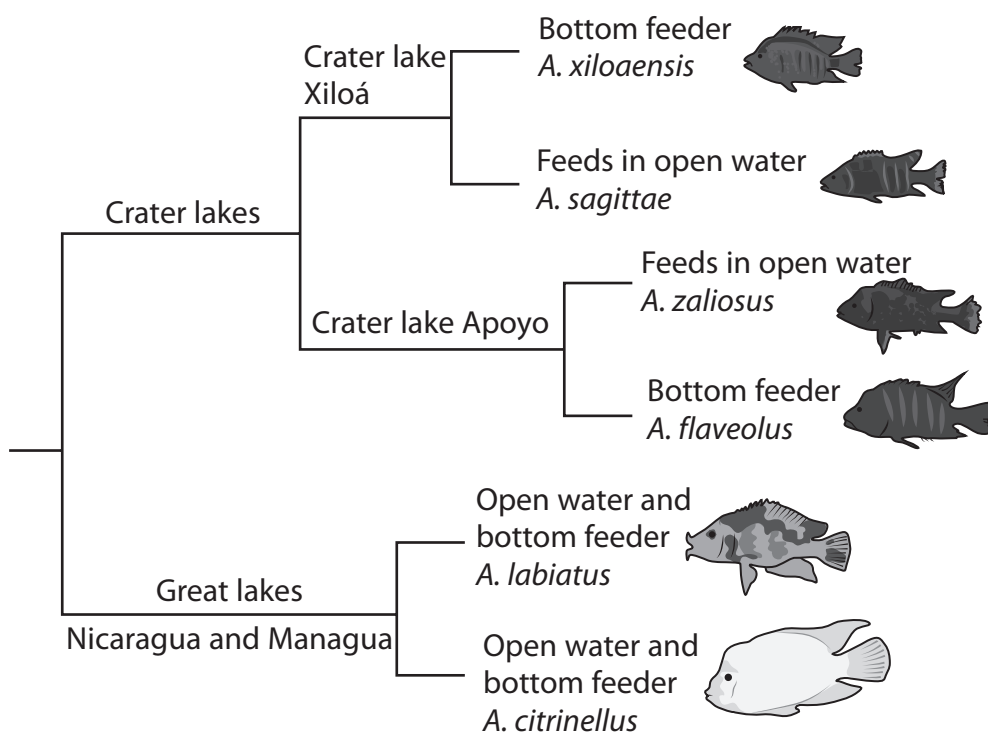 Crater lake
Xiloá
Bottom feeder
A. xiloaensis
Feeds in open water
A. sagittae
Crater lakes
Feeds in open water
A. zaliosus
Crater lake Apoyo
Bottom feeder
A. flaveolus
Open water and
bottom feeder
A. labiatus
Great lakes
Nicaragua and Managua
Open water and
bottom feeder
A. citrinellus